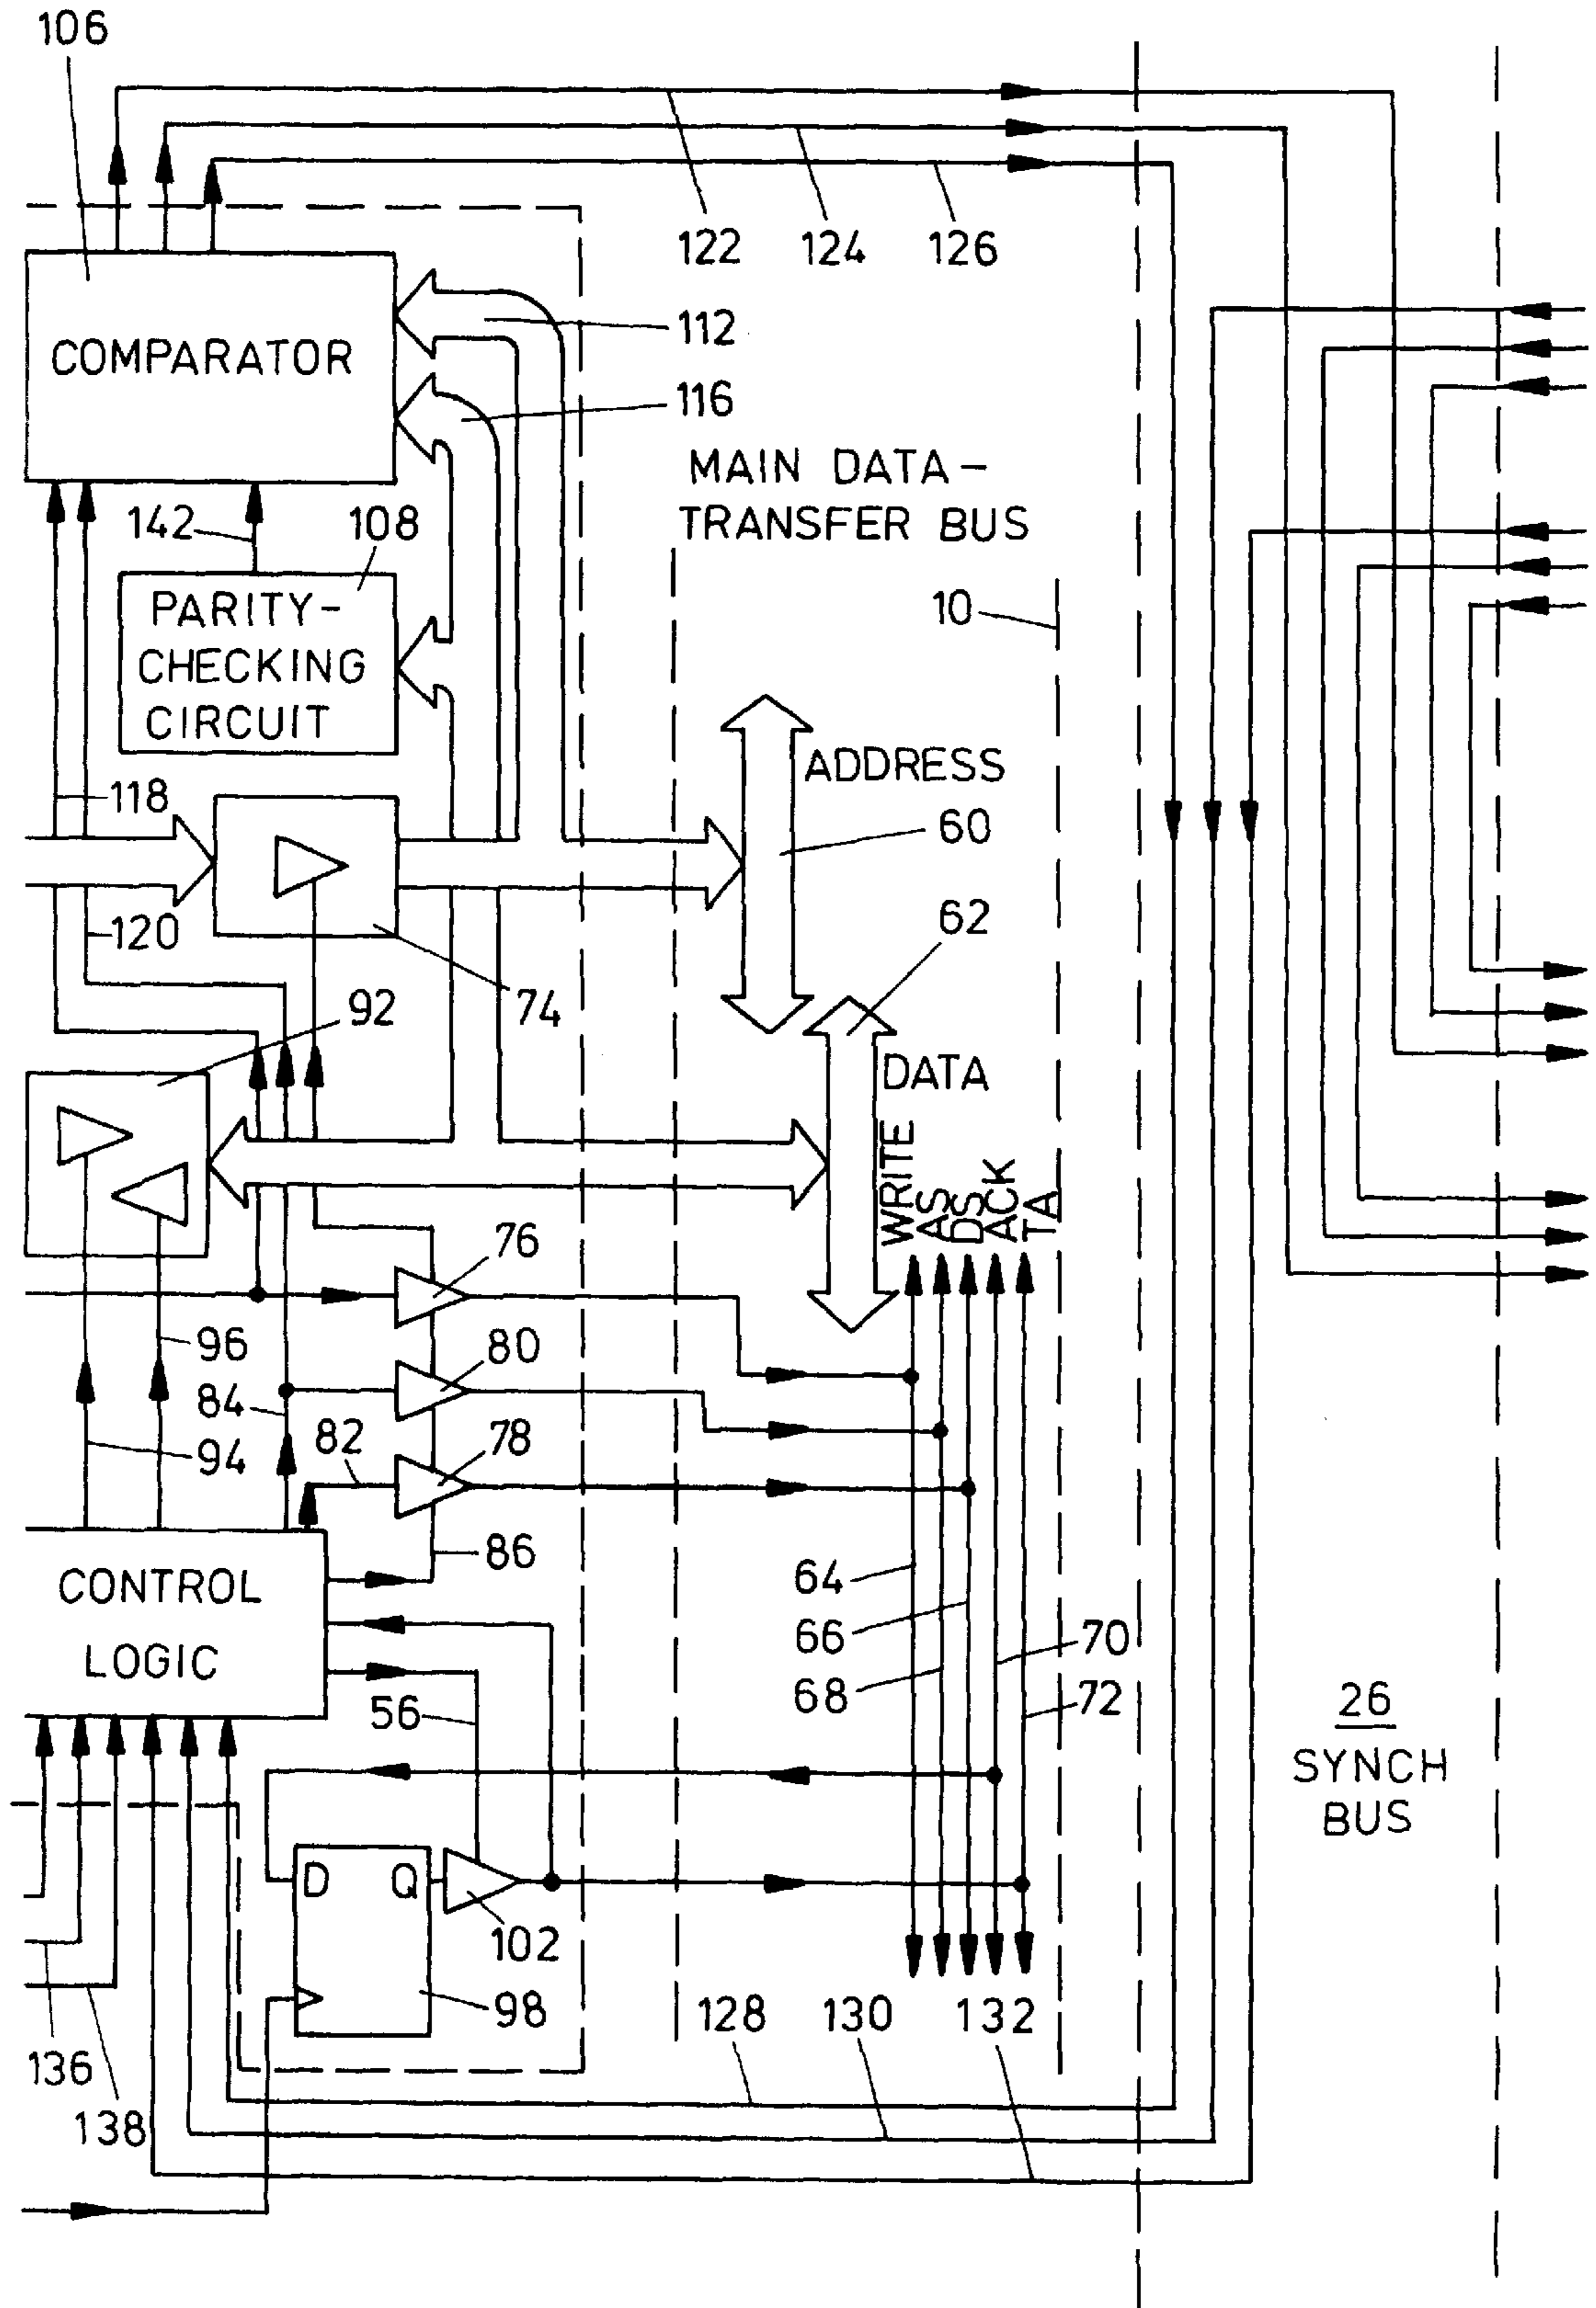 106
122
124
126
COMPARATOR
112
116
MAIN DATA-
TRANSFER BUS
142
108
PARITY-
CHECKING
CIRCUIT
10
ADDRESS
118
60
120
62
74
92
DATA
WRITE
AS
DS
ACK
TA
76
96
80
84
82
78
94
86
CONTROL
LOGIC
64
66
70
68
72
56
26
SYNCH
BUS
D Q
102
98
128
130
132
136
138